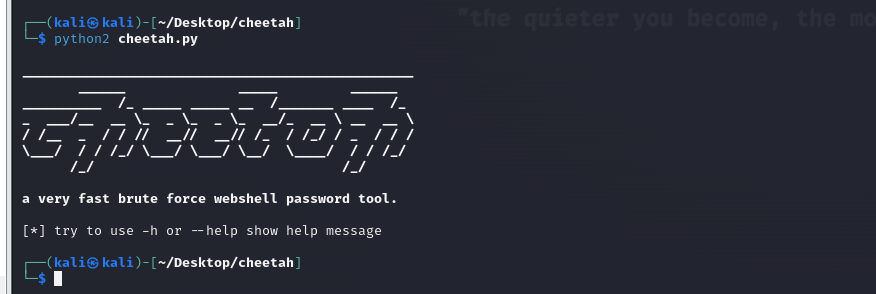 "the quieter you become, the mo
┌──(kali㉿kali)-[~/Desktop/cheetah]
└─$ python2 cheetah.py
cheetah
a very fast brute force webshell password tool.
[*] try to use -h or --help show help message
┌──(kali㉿kali)-[~/Desktop/cheetah]
└─$